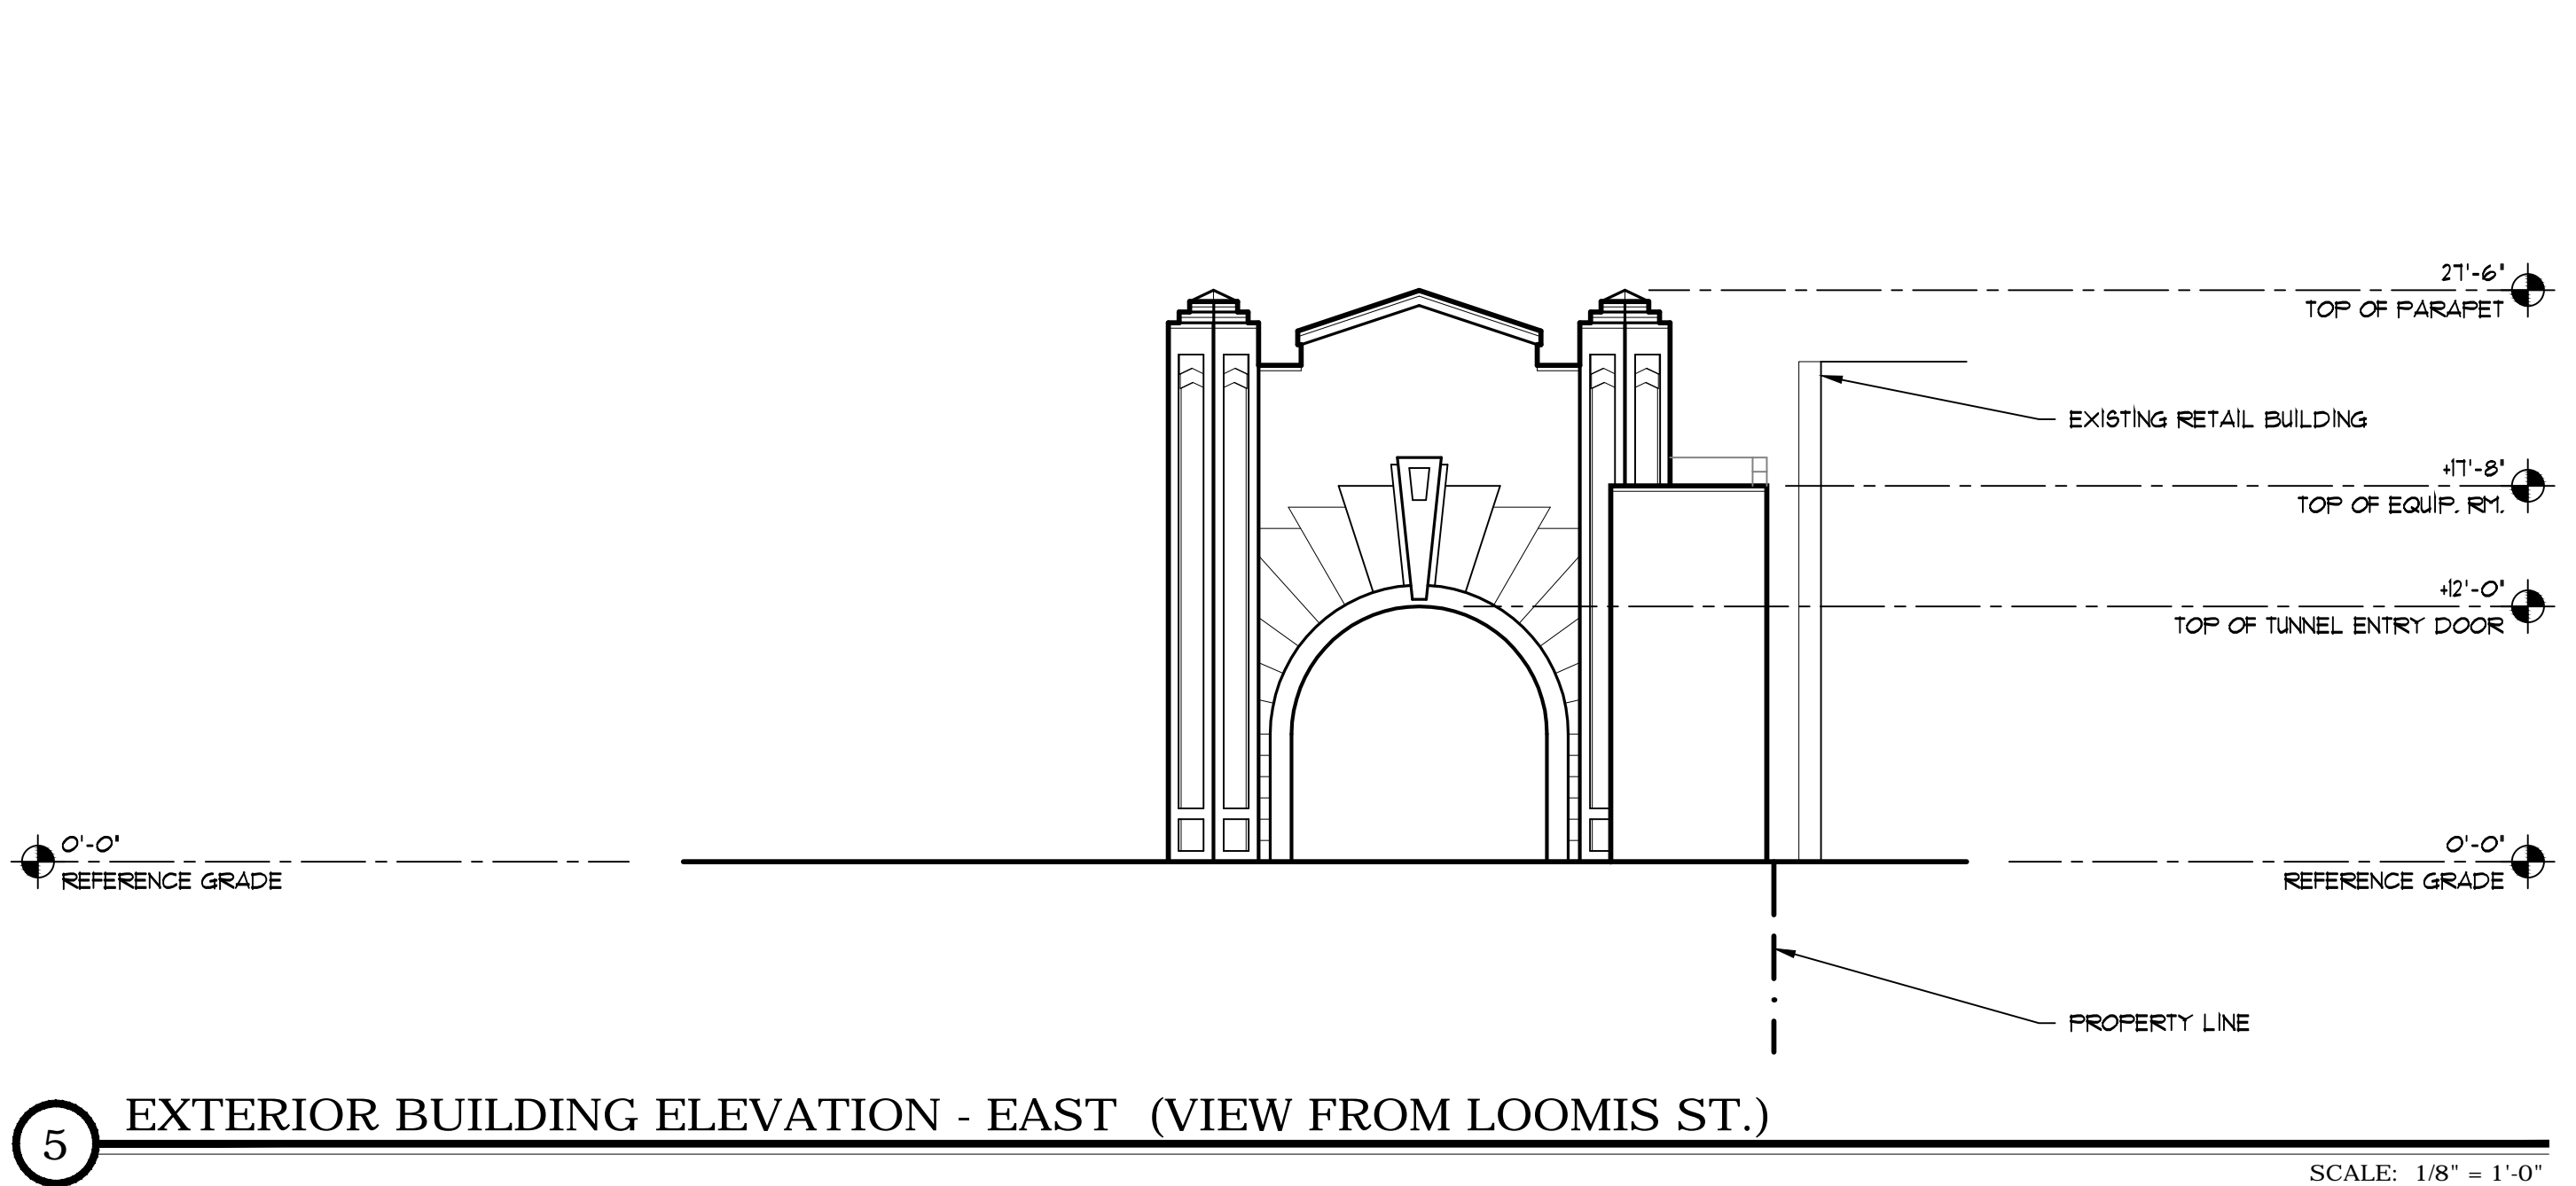 27'-6"
TOP OF PARAPET
EXISTING RETAIL BUILDING
+17'-8"
TOP OF EQUIP. RM.
+12'-0"
TOP OF TUNNEL ENTRY DOOR
0'-0"
REFERENCE GRADE
0'-0"
REFERENCE GRADE
PROPERTY LINE
5
EXTERIOR BUILDING ELEVATION - EAST (VIEW FROM LOOMIS ST.)
SCALE: 1/8" = 1'-0"